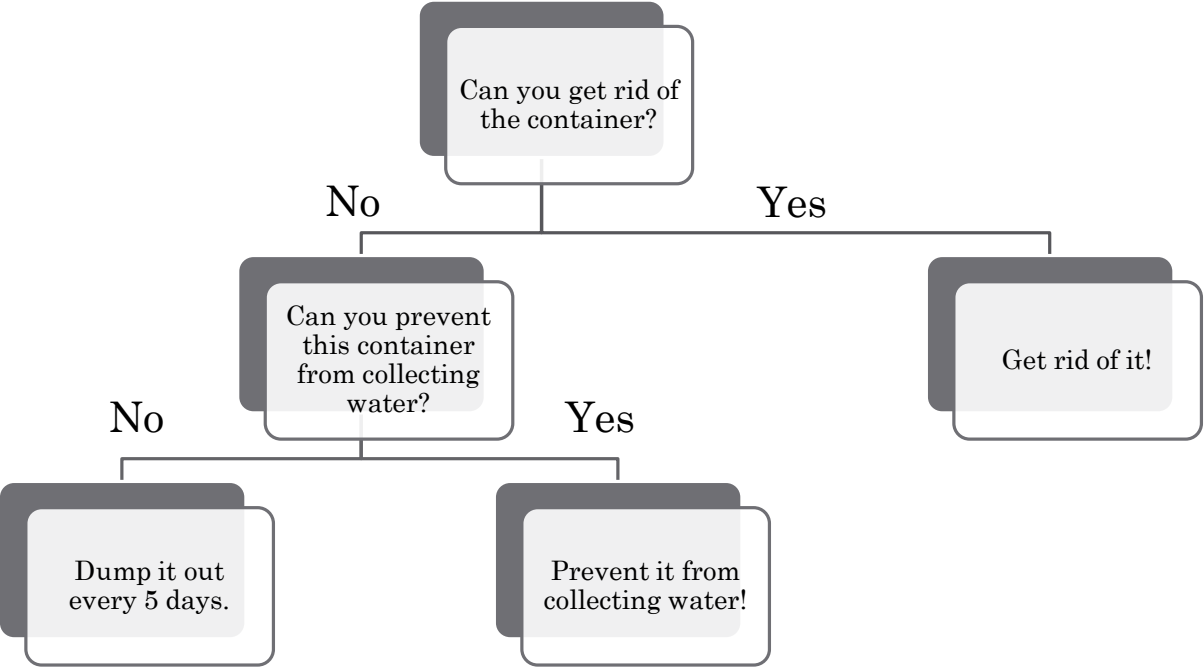 Can you get rid of
the container?
No
Yes
Can you prevent
this container
from collecting
water?
Get rid of it!
No
Yes
Dump it out
every 5 days.
Prevent it from
collecting water!